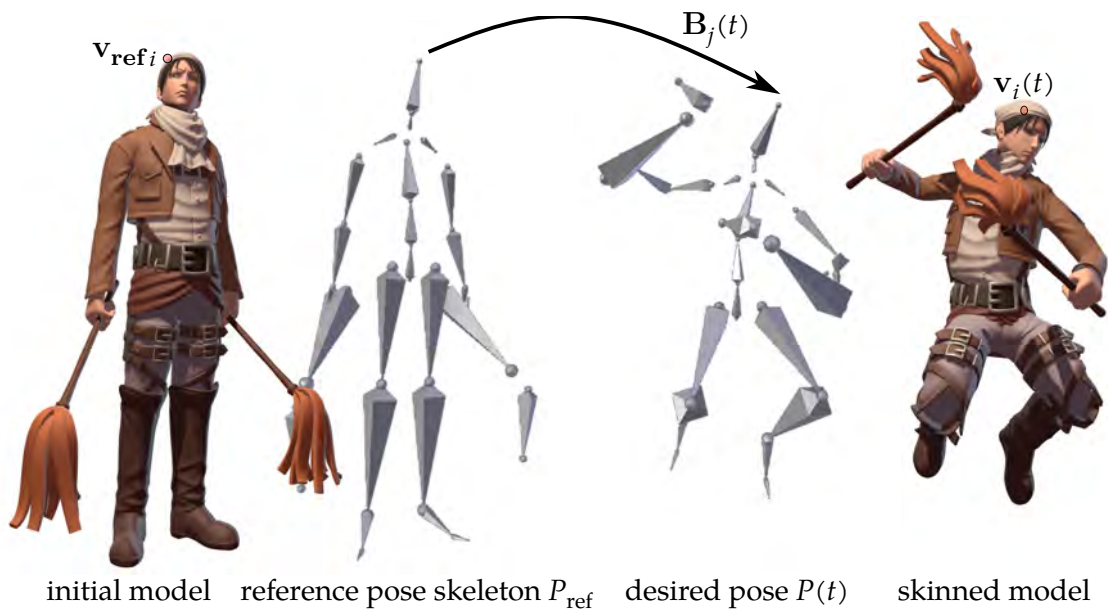 B_j(t)
v_ref i
v_i(t)
initial model
reference pose skeleton P_ref
desired pose P(t)
skinned model